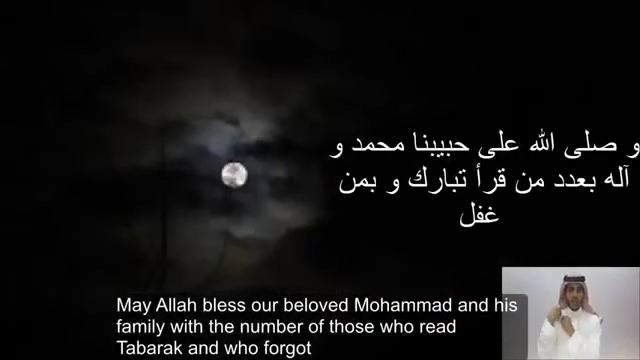 و صلى الله على حبيبنا محمد و
آله بعدد من قرأ تبارك و بمن
غفل
May Allah bless our beloved Mohammad and his
family with the number of those who read
Tabarak and who forgot